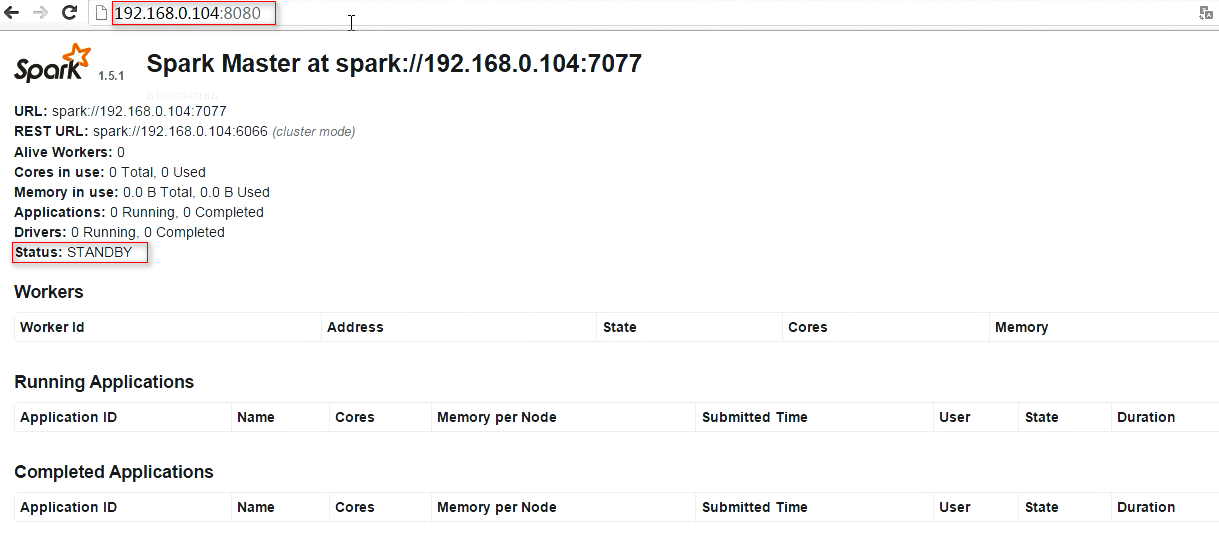 192.168.0.104:8080
Spark 1.5.1 Spark Master at spark://192.168.0.104:7077
URL: spark://192.168.0.104:7077
REST URL: spark://192.168.0.104:6066 (cluster mode)
Alive Workers: 0
Cores in use: 0 Total, 0 Used
Memory in use: 0.0 B Total, 0.0 B Used
Applications: 0 Running, 0 Completed
Drivers: 0 Running, 0 Completed
Status: STANDBY
Workers
Worker Id Address State Cores Memory
Running Applications
Application ID Name Cores Memory per Node Submitted Time User State Duration
Completed Applications
Application ID Name Cores Memory per Node Submitted Time User State Duration